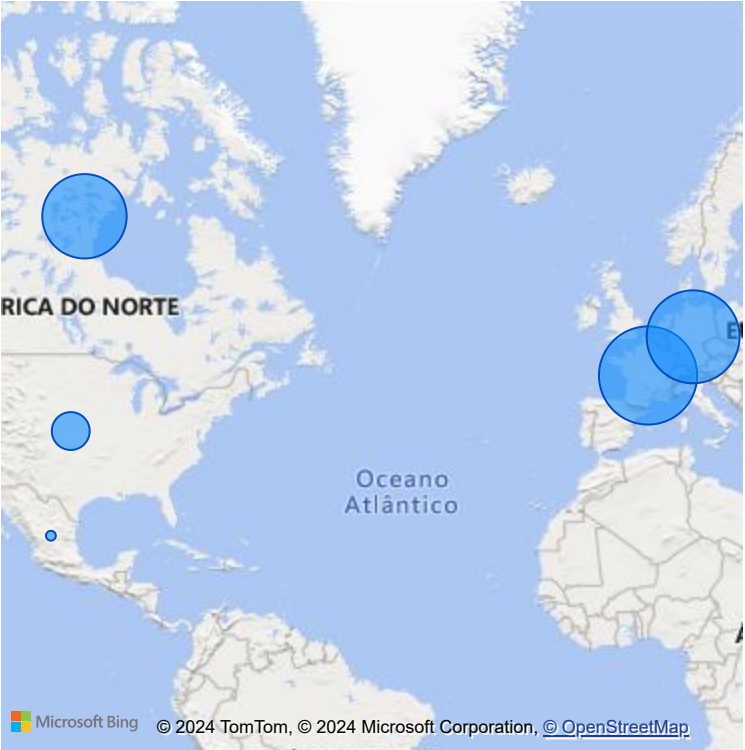 RICA DO NORTE
Oceano
Atlântico
Microsoft Bing
© 2024 TomTom, © 2024 Microsoft Corporation, © OpenStreetMap